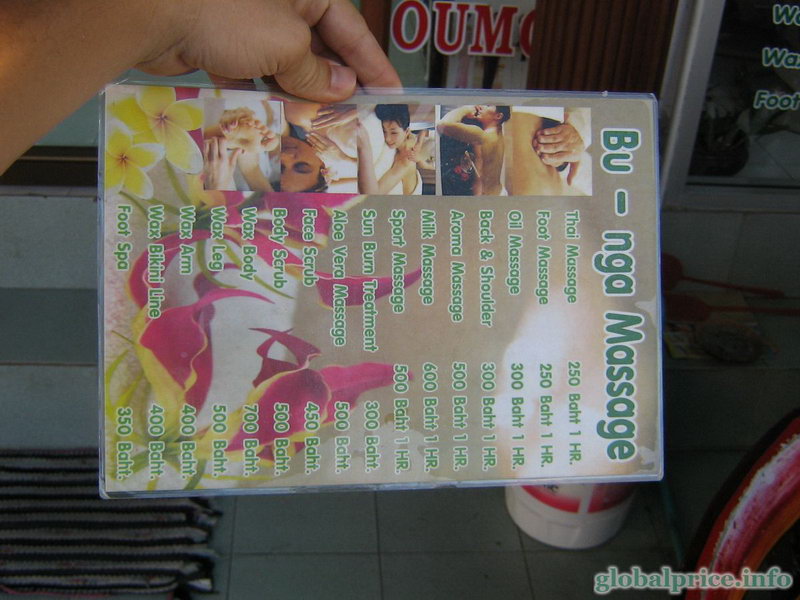 Bu - nga Massage
Thai Massage 250 Baht 1 HR.
Foot Massage 250 Baht 1 HR.
Oil Massage 300 Baht 1 HR.
Back & Shoulder 300 Baht 1 HR.
Aroma Massage 500 Baht 1 HR.
Milk Massage 600 Baht 1 HR.
Sport Massage 500 Baht 1 HR.
Sun Burn Treatment 300 Baht.
Aloe Vera Massage 500 Baht.
Face Scrub 450 Baht.
Body Scrub 500 Baht.
Wax Body 700 Baht.
Wax Leg 500 Baht.
Wax Arm 400 Baht.
Wax Bikini Line 400 Baht.
Foot Spa 350 Baht.
OUM
Wax
Foot
globalprice.info